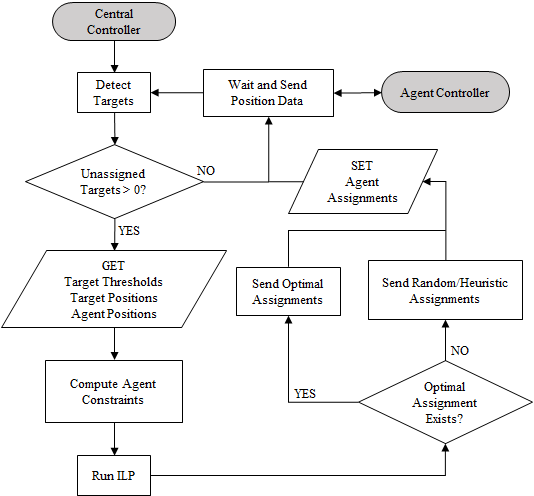 Central
Controller
Detect
Targets
Wait and Send
Position Data
Agent Controller
Unassigned
Targets > 0?
NO
SET
Agent
Assignments
YES
GET
Target Thresholds
Target Positions
Agent Positions
Send Optimal
Assignments
Send Random/Heuristic
Assignments
NO
Compute Agent
Constraints
YES
Optimal
Assignment
Exists?
Run ILP